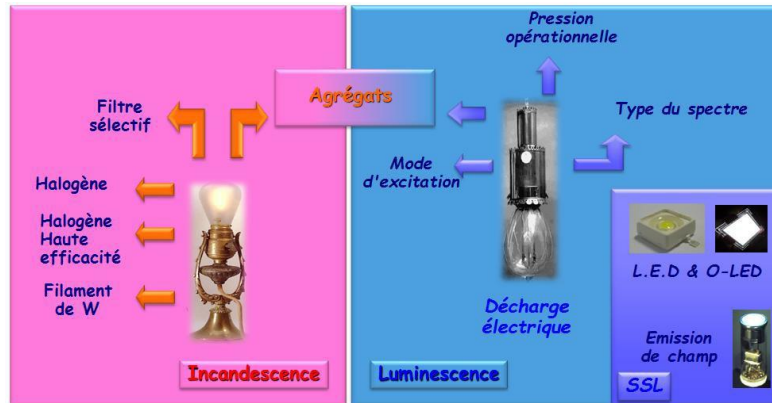 Filtre
sélectif
Halogène
Halogène
Haute
efficacité
Filament
de W
Incandescence
Agrégats
Pression
opérationnelle
Type du spectre
Mode
d'excitation
Décharge
électrique
Luminescence
L.E.D & O-LED
Emission
de champ
SSL